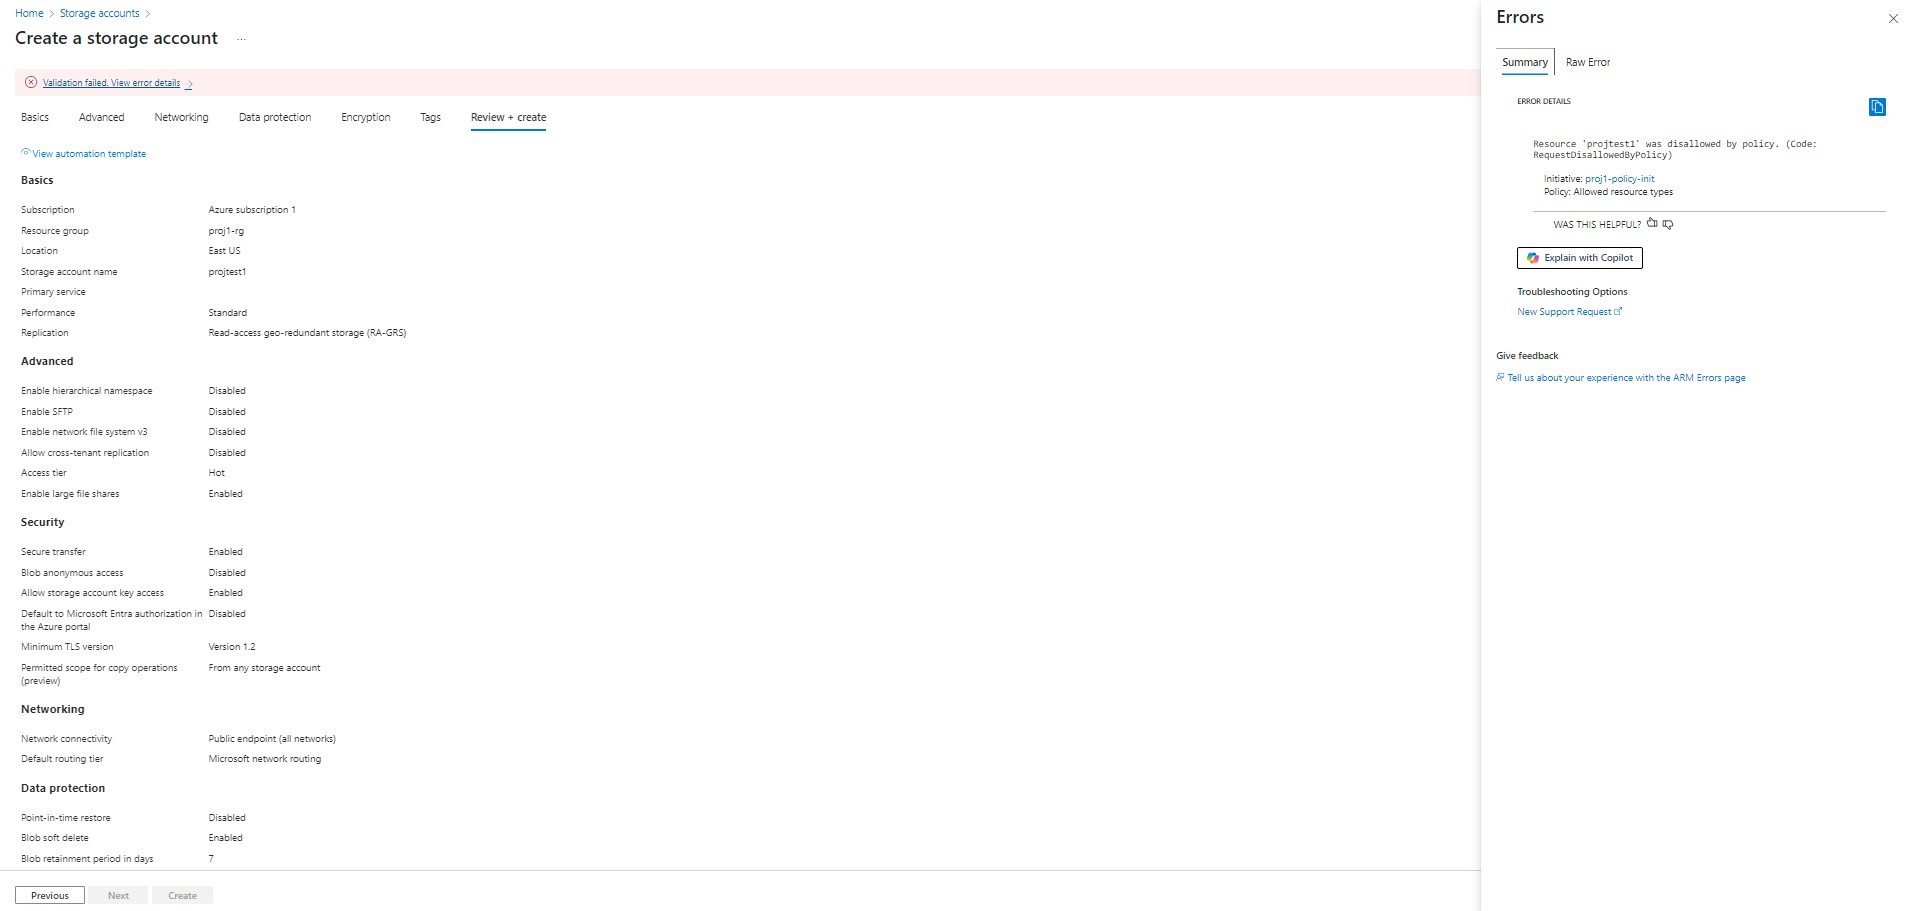 Home > Storage accounts >
Create a storage account ...
Validation failed. View error details →
Basics Advanced Networking Data protection Encryption Tags Review + create
View automation template
Basics
Subscription Azure subscription 1
Resource group proj1-rg
Location East US
Storage account name projtest1
Primary service
Performance Standard
Replication Read-access geo-redundant storage (RA-GRS)
Advanced
Enable hierarchical namespace Disabled
Enable SFTP Disabled
Enable network file system v3 Disabled
Allow cross-tenant replication Disabled
Access tier Hot
Enable large file shares Enabled
Security
Secure transfer Enabled
Blob anonymous access Disabled
Allow storage account key access Enabled
Default to Microsoft Entra authorization in Disabled
the Azure portal
Minimum TLS version Version 1.2
Permitted scope for copy operations From any storage account
(preview)
Networking
Network connectivity Public endpoint (all networks)
Default routing tier Microsoft network routing
Data protection
Point-in-time restore Disabled
Blob soft delete Enabled
Blob retainment period in days 7
Previous Next Create
Errors
Summary Raw Error
ERROR DETAILS
Resource 'projtest1' was disallowed by policy. (Code:
RequestDisallowedByPolicy)
Initiative: proj1-policy-init
Policy: Allowed resource types
WAS THIS HELPFUL?
Explain with Copilot
Troubleshooting Options
New Support Request
Give feedback
Tell us about your experience with the ARM Errors page